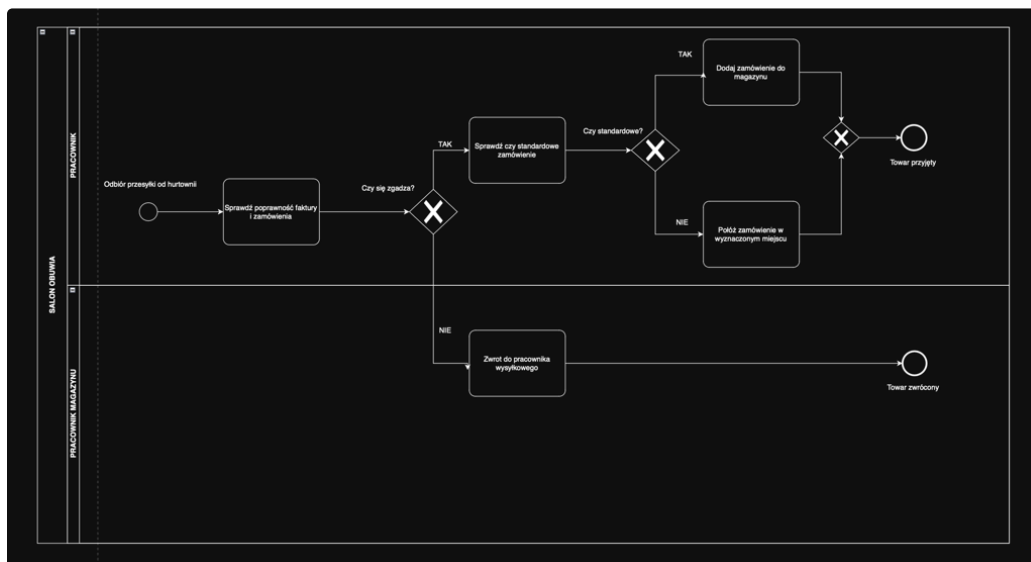 SALON OBUWIA
PRACOWNIK
Odbiór przesyłki od hurtownii
Sprawdź poprawność faktury
i zamówienia
Czy się zgadza?
TAK
Sprawdź czy standardowe
zamówienie
Czy standardowe?
TAK
Dodaj zamówienie do
magazynu
NIE
Połóż zamówienie w
wyznaczonym miejscu
Towar przyjęty
PRACOWNIK MAGAZYNU
NIE
Zwrot do pracownika
wysyłkowego
Towar zwrócony